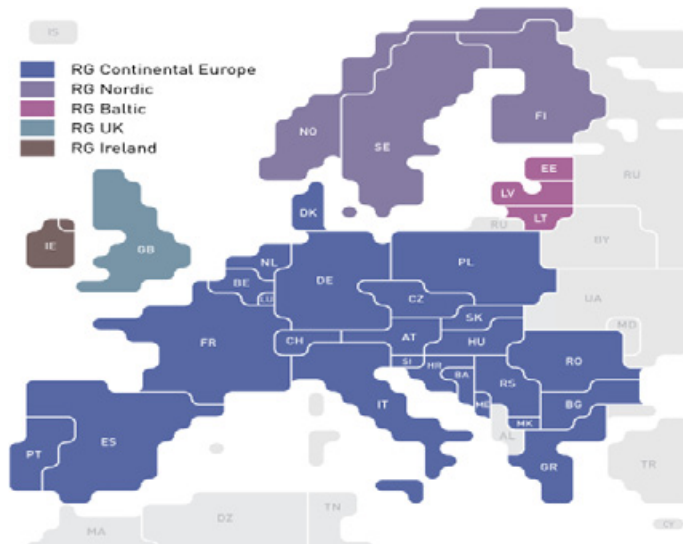 IS
RG Continental Europe
RG Nordic
RG Baltic
RG UK
RG Ireland
NO
SE
FI
RU
EE
LV
LT
RU
DK
BY
IE
GB
NL
BE
LU
DE
PL
CZ
UA
MD
SK
FR
CH
AT
HU
SI
HR
BA
RS
RO
ME
IT
BG
MK
AL
PT
ES
GR
TR
MA
DZ
TN
CY